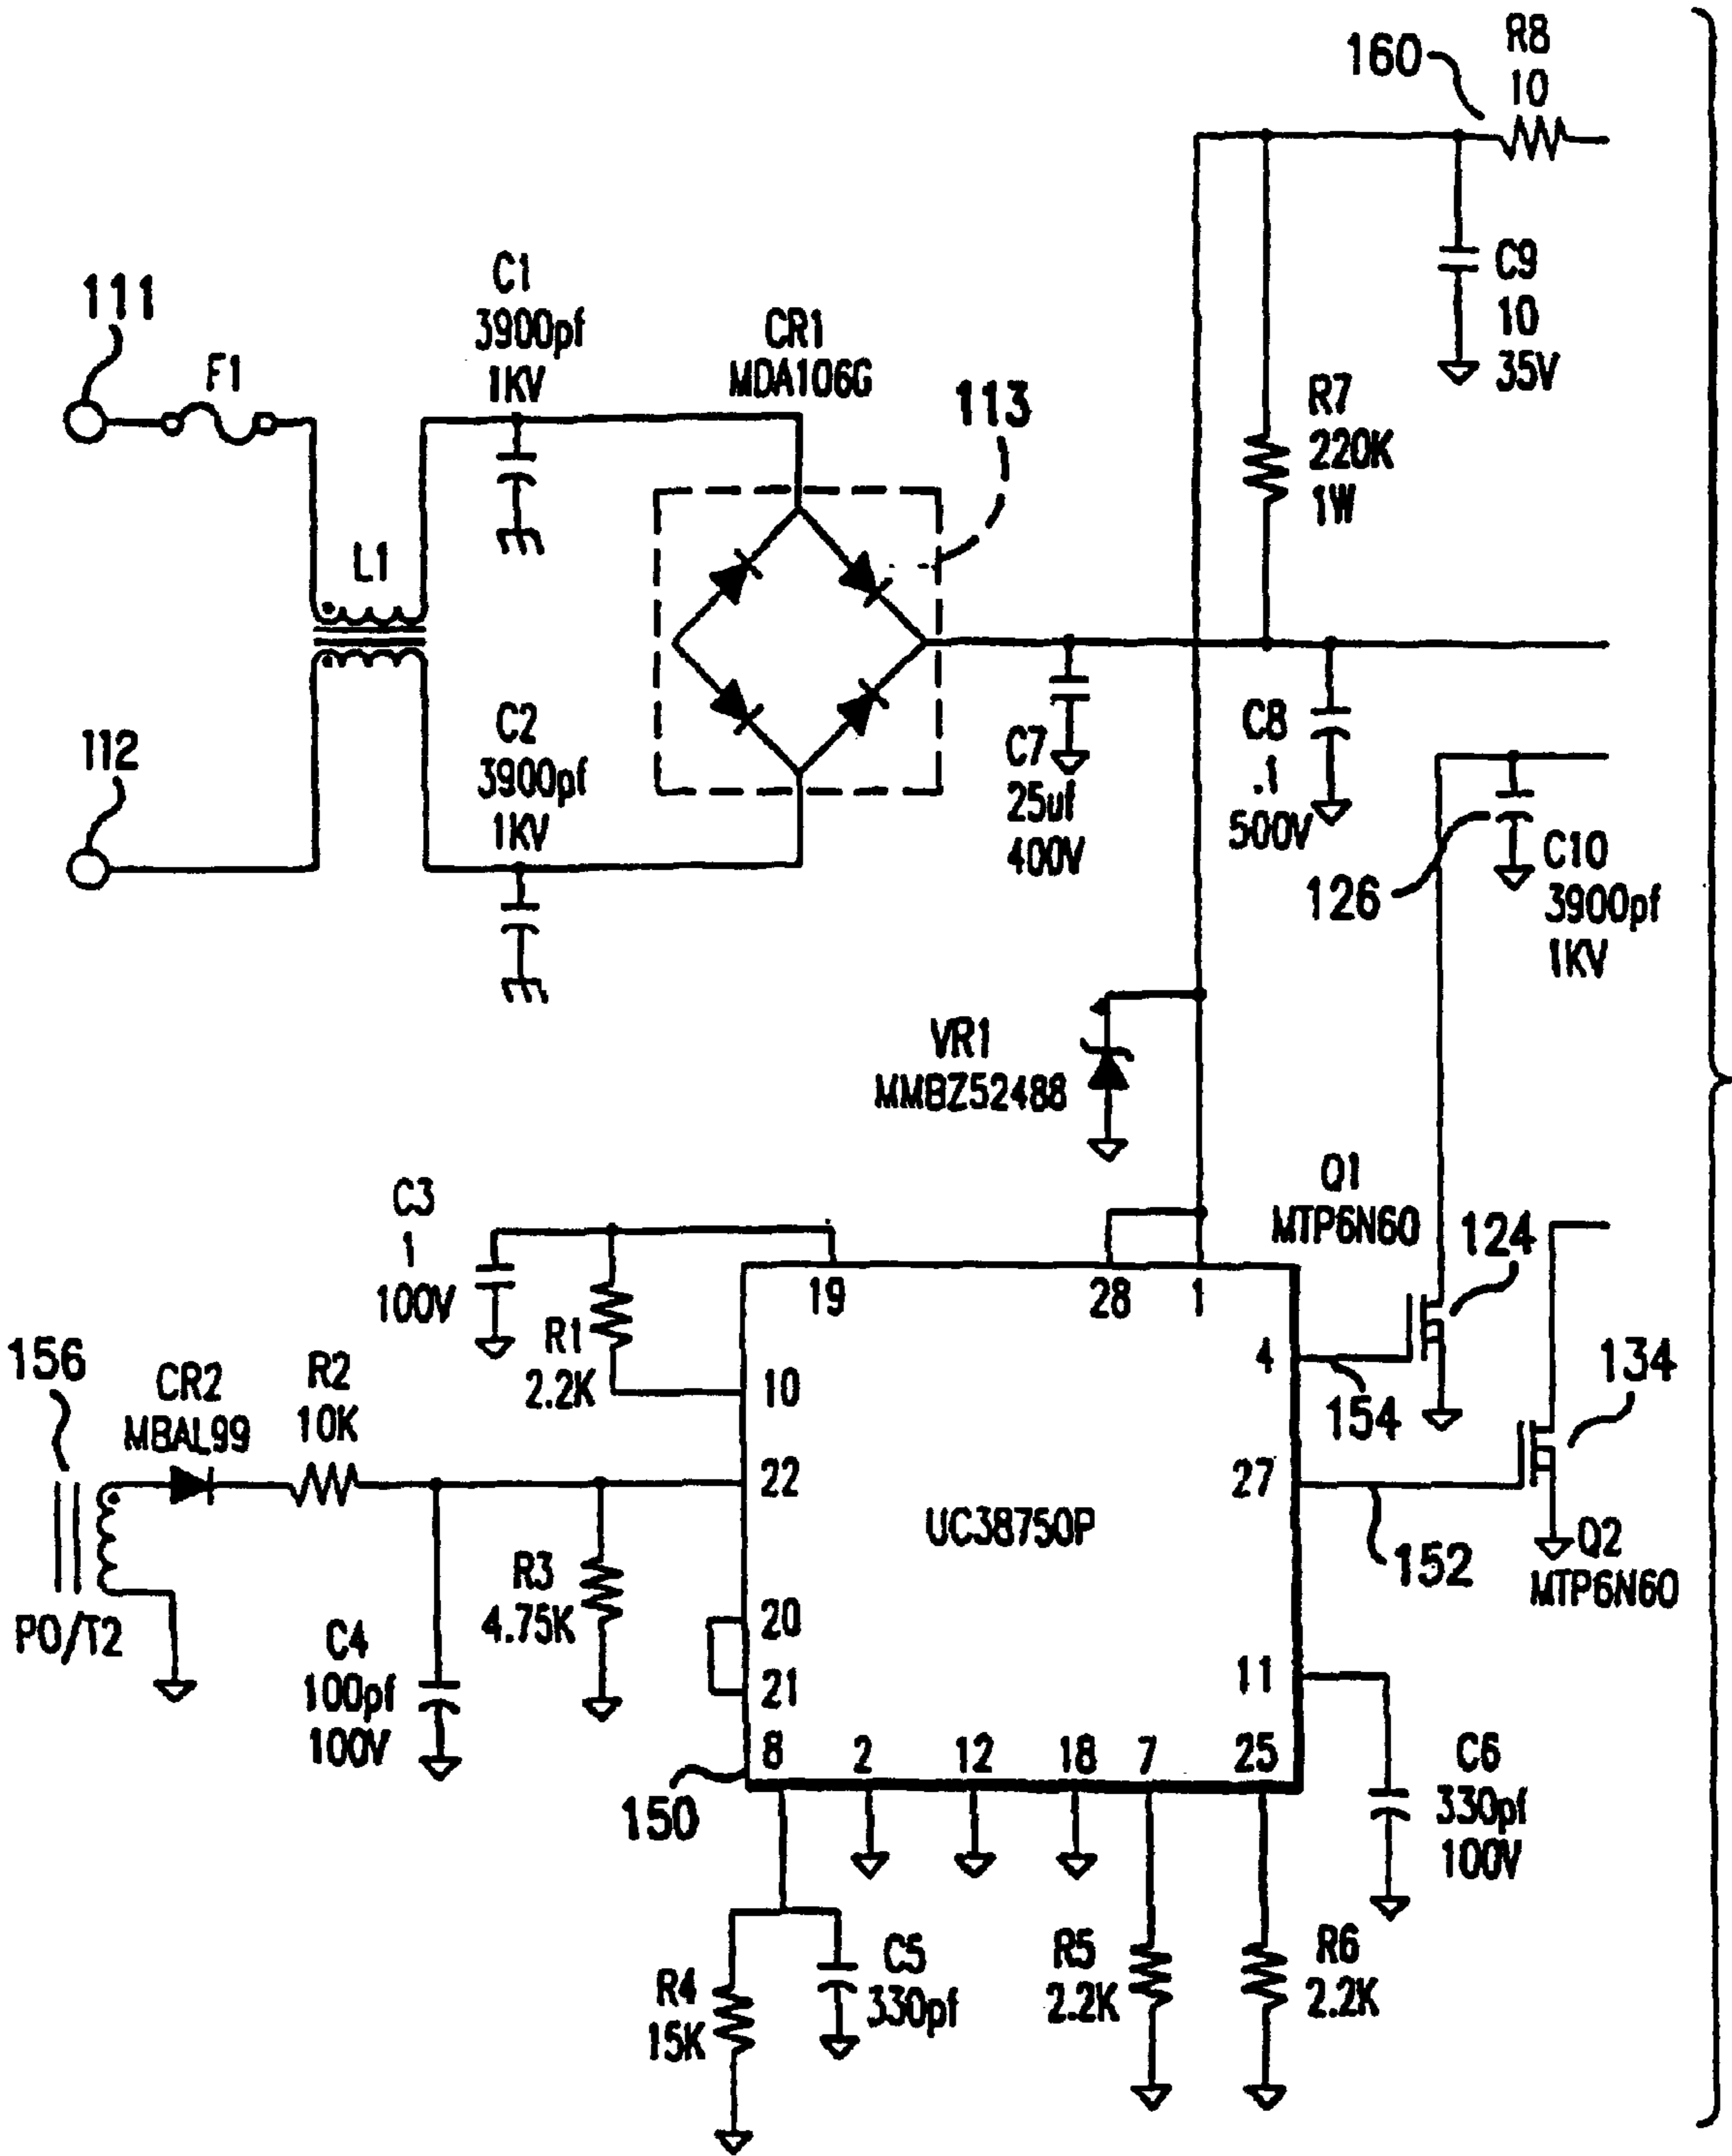 R8
10
160
C9
10
35V
111
F1
C1
3900pf
1KV
CR1
MDA106G
113
R7
220K
1W
L1
112
C2
3900pf
1KV
C7
25uf
400V
C8
.1
500V
126
C10
3900pf
1KV
VR1
MMBZ5248B
C3
1
100V
Q1
MTP6N60
124
19
28
1
R1
2.2K
10
4
154
134
156
CR2
MBAL99
R2
10K
22
27
152
UC38750P
Q2
MTP6N60
PO/T2
R3
4.75K
C4
100pf
100V
20
21
11
8
2
12
18
7
25
150
C6
330pf
100V
R4
15K
C5
330pf
R5
2.2K
R6
2.2K